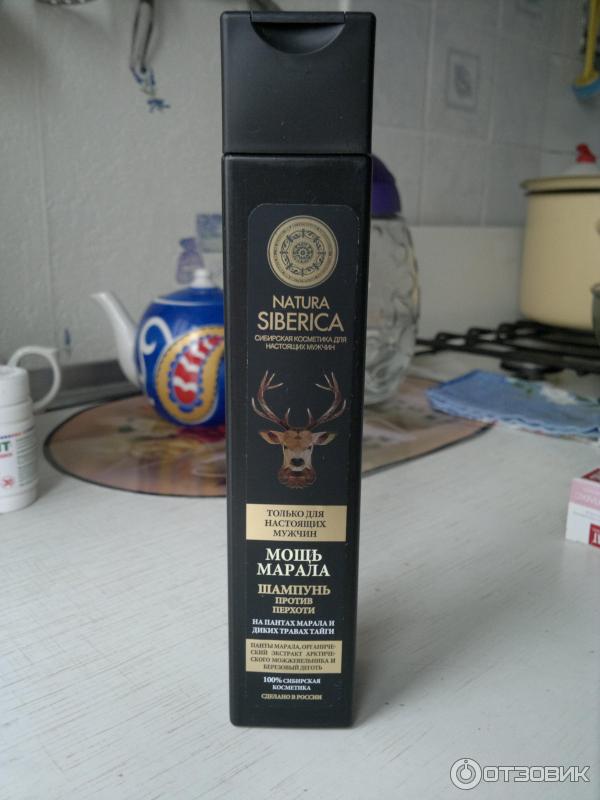 NATURA
SIBERICA
СИБИРСКАЯ КОСМЕТИКА ДЛЯ
НАСТОЯЩИХ МУЖЧИН
ТОЛЬКО ДЛЯ
НАСТОЯЩИХ
МУЖЧИН
МОЩЬ
МАРАЛА
ШАМПУНЬ
ПРОТИВ
ПЕРХОТИ
НА ПАНТАХ МАРАЛА И
ДИКИХ ТРАВАХ ТАЙГИ
ПАНТЫ МАРАЛА, ОРГАНИЧЕ-
СКИЙ ЭКСТРАКТ АРКТИЧЕ-
СКОГО МОЖЖЕВЕЛЬНИКА И
БЕРЕЗОВЫЙ ДЕГОТЬ
100% СИБИРСКАЯ
КОСМЕТИКА
СДЕЛАНО В РОССИИ
ОТЗОВИК